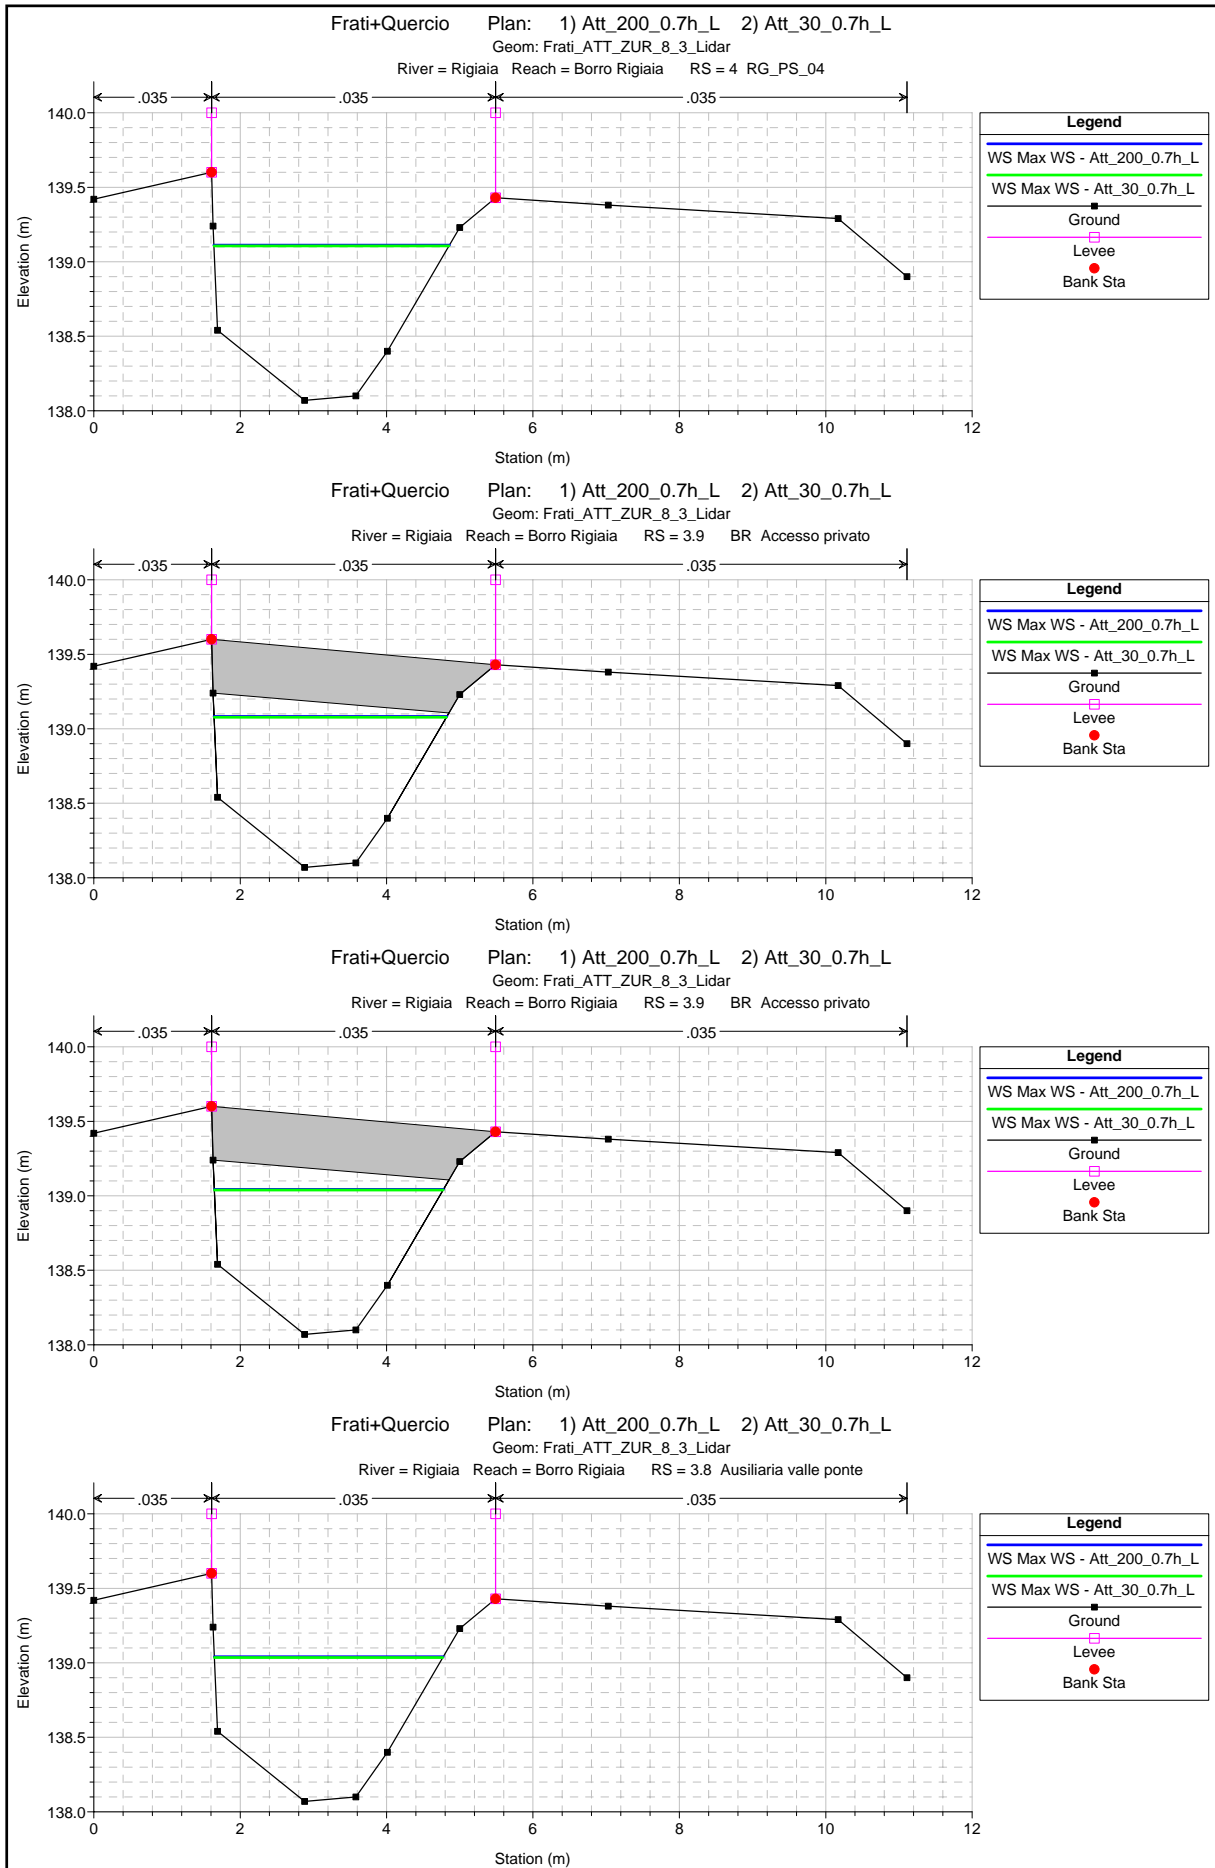 Frati+Quercio Plan: 1) Att_200_0.7h_L 2) Att_30_0.7h_L
Geom: Frati_ATT_ZUR_8_3_Lidar
River = Rigiaia Reach = Borro Rigiaia RS = 4 RG_PS_04
.035 .035 .035
140.0
139.5
139.0
138.5
138.0
Elevation (m)
0 2 4 6 8 10 12
Station (m)
Legend
WS Max WS - Att_200_0.7h_L
WS Max WS - Att_30_0.7h_L
Ground
Levee
Bank Sta
Frati+Quercio Plan: 1) Att_200_0.7h_L 2) Att_30_0.7h_L
Geom: Frati_ATT_ZUR_8_3_Lidar
River = Rigiaia Reach = Borro Rigiaia RS = 3.9 BR Accesso privato
.035 .035 .035
140.0
139.5
139.0
138.5
138.0
Elevation (m)
0 2 4 6 8 10 12
Station (m)
Legend
WS Max WS - Att_200_0.7h_L
WS Max WS - Att_30_0.7h_L
Ground
Levee
Bank Sta
Frati+Quercio Plan: 1) Att_200_0.7h_L 2) Att_30_0.7h_L
Geom: Frati_ATT_ZUR_8_3_Lidar
River = Rigiaia Reach = Borro Rigiaia RS = 3.9 BR Accesso privato
.035 .035 .035
140.0
139.5
139.0
138.5
138.0
Elevation (m)
0 2 4 6 8 10 12
Station (m)
Legend
WS Max WS - Att_200_0.7h_L
WS Max WS - Att_30_0.7h_L
Ground
Levee
Bank Sta
Frati+Quercio Plan: 1) Att_200_0.7h_L 2) Att_30_0.7h_L
Geom: Frati_ATT_ZUR_8_3_Lidar
River = Rigiaia Reach = Borro Rigiaia RS = 3.8 Ausiliaria valle ponte
.035 .035 .035
140.0
139.5
139.0
138.5
138.0
Elevation (m)
0 2 4 6 8 10 12
Station (m)
Legend
WS Max WS - Att_200_0.7h_L
WS Max WS - Att_30_0.7h_L
Ground
Levee
Bank Sta